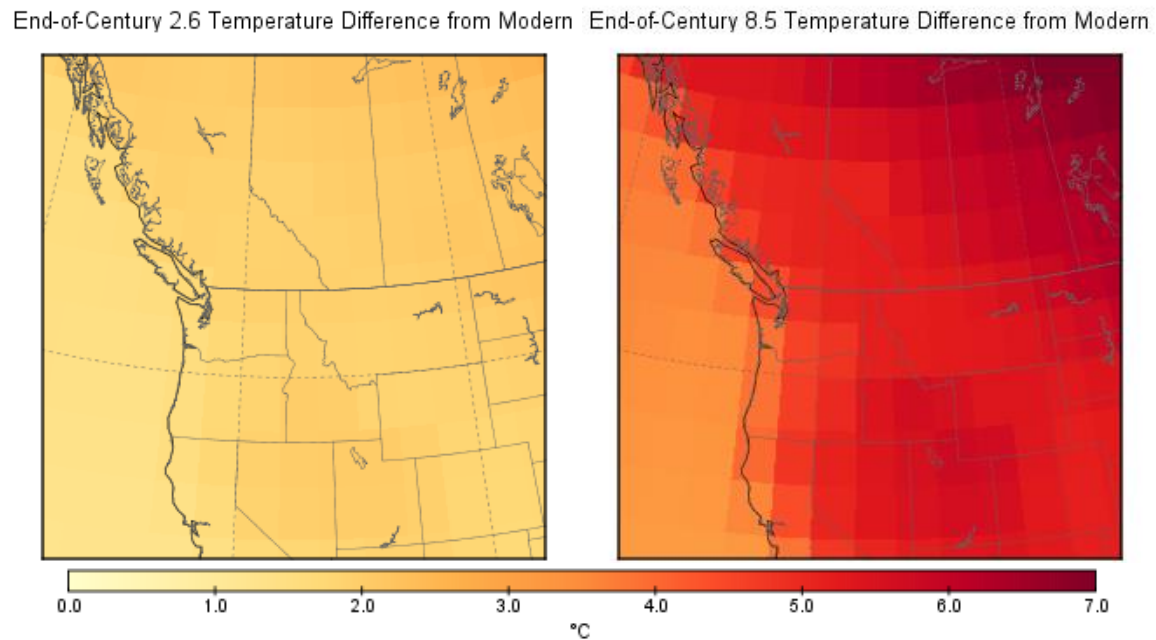 End-of-Century 2.6 Temperature Difference from Modern
End-of-Century 8.5 Temperature Difference from Modern
0.0 1.0 2.0 3.0 4.0 5.0 6.0 7.0
°C